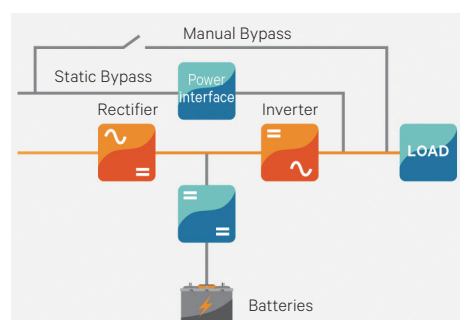 Manual Bypass
Static Bypass
Power
interface
Rectifier
Inverter
LOAD
Batteries